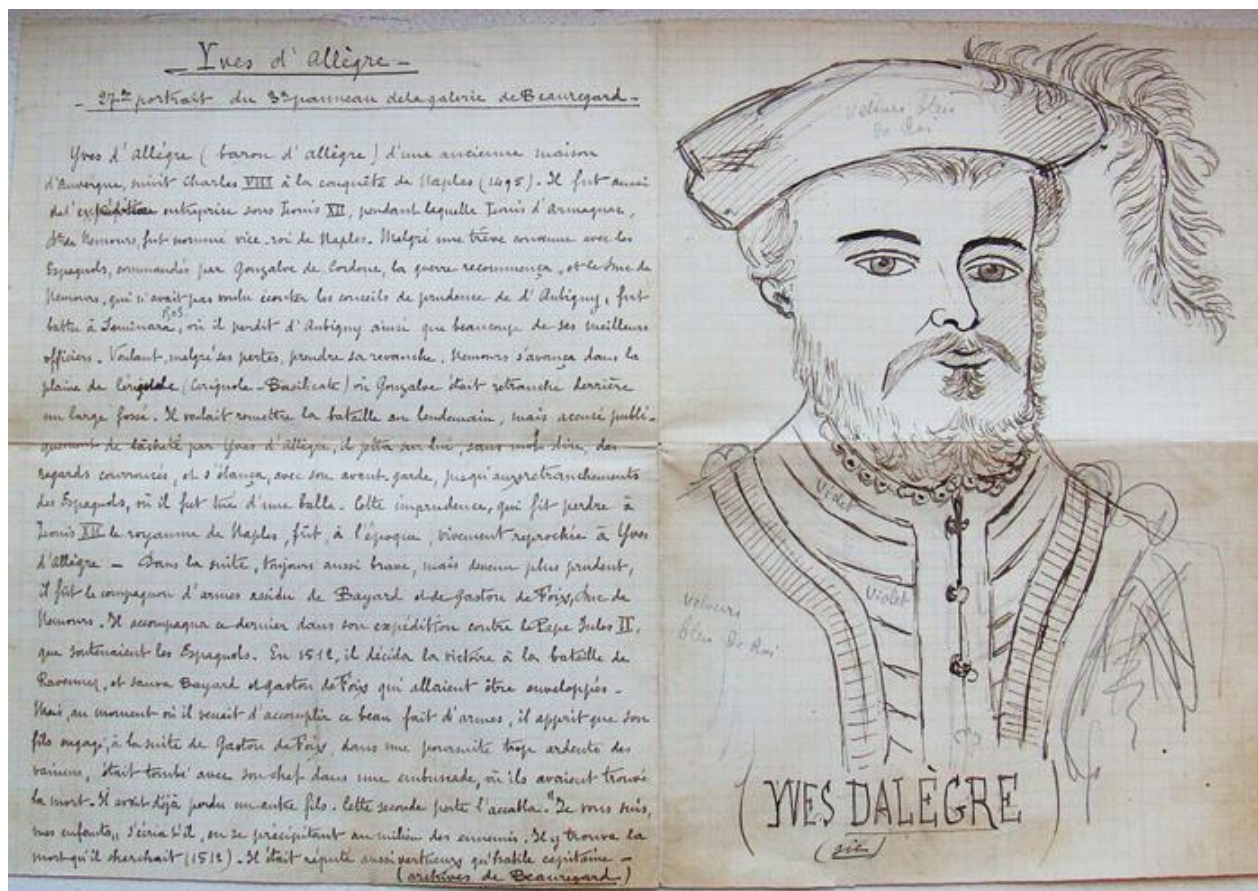 Yves d'Allègre
27me portrait du 3e panneau de la galerie de Beauregard
Yves d'Allègre (baron d'Allègre) d'une ancienne maison
d'Auvergne, suivit Charles VIII à la conquête de Naples (1495). Il fut aussi
de l'expédition entreprise sous Louis XII, pendant laquelle Louis d'Armagnac,
de Nemours, fut nommé vice-roi de Naples. Malgré une trève convenue avec les
Espagnols, commandés par Gonzalve de Cordoue, la guerre recommença, et le Duc de
Nemours, qui n'avait pas voulu écouter les conseils de prudence de d'Aubigny, fut
battu à Seminara, où il perdit d'Aubigny ainsi que beaucoup de ses meilleurs
officiers. Voulant, malgré ses pertes, prendre sa revanche, Nemours s'avança dans la
plaine de (Cerignole - Basilicate) où Gonzalve était retranché derrière
un large fossé. Il voulait remettre la bataille au lendemain, mais accusé publi-
quement de lâcheté par Yves d'Allègre, il jetta sur lui, sans mot dire, des
regards courroucés, et s'élança, avec son avant-garde, jusqu'aux retranchements
des Espagnols, où il fut tué d'une balle. Cette imprudence, qui fit perdre à
Louis XII le royaume de Naples, fût, à l'époque, vivement reprochée à Yves
d'Allègre - Dans la suite, toujours aussi brave, mais devenu plus prudent,
il fût le compagnon d'armes assidu de Bayard et de Gaston de Foix, Duc de
Nemours. Il accompagna ce dernier dans son expédition contre le Pape Jules II,
que soutenaient les Espagnols. En 1512, il décida la victoire à la bataille de
Ravennes, et sauva Bayard et Gaston de Foix qui allaient être enveloppés -
Mais, au moment où il venait d'accomplir ce beau fait d'armes, il apprit que son
fils engagé, à la suite de Gaston de Foix, dans une poursuite trop ardente des
vaincus, était tombé avec son chef dans une embuscade, où ils avaient trouvé
la mort. Il avait déjà perdu un autre fils. Cette seconde perte l'accabla. "Je vous suis,
mes enfants" s'écria-t-il, en se précipitant au milieu des ennemis. Il y trouva la
mort qu'il cherchait (1512). Il était réputé aussi vertueux qu'habile capitaine -
(archives de Beauregard)
Velours bleu
de Roi
Violet
Violet
Velours
bleu de Roi
(YVES DALÈGRE)
(sic)